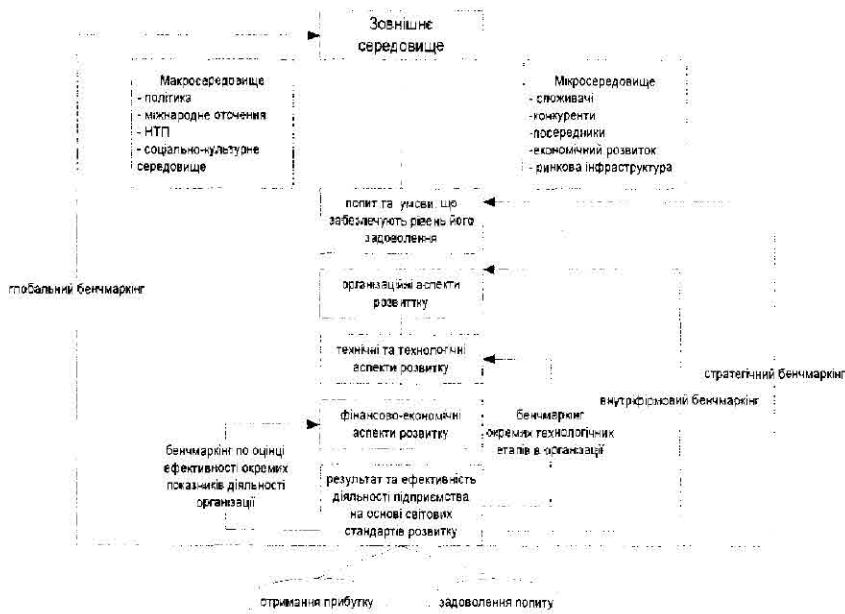 Зовнішнє
середовище
Макросередовище
- політика
- міжнародне оточення
- НТП
- соціально-культурне
середовище
Мікросередовище
- споживачі
-конкуренти
-посередники
-економічний розвиток
- ринкова інфраструктура
попит та умови, що
забезпечують рівень його
задоволення
глобальний бенчмаркінг
організаційні аспекти
розвиттку
технічні та технологічні
аспекти розвитку
стратегічний бенчмаркінг
внутріфірмовий бенчмаркінг
фінансово-економічні
аспекти розвитку
бенчмаркінг
окремих технологічних
етапів в організації
бенчмаркінг по оцінці
ефективності окремих
показників діяльності
організації
результат та ефективність
діяльності підприємства
на основі світових
стандартів розвитку
отримання прибутку
задоволення попиту